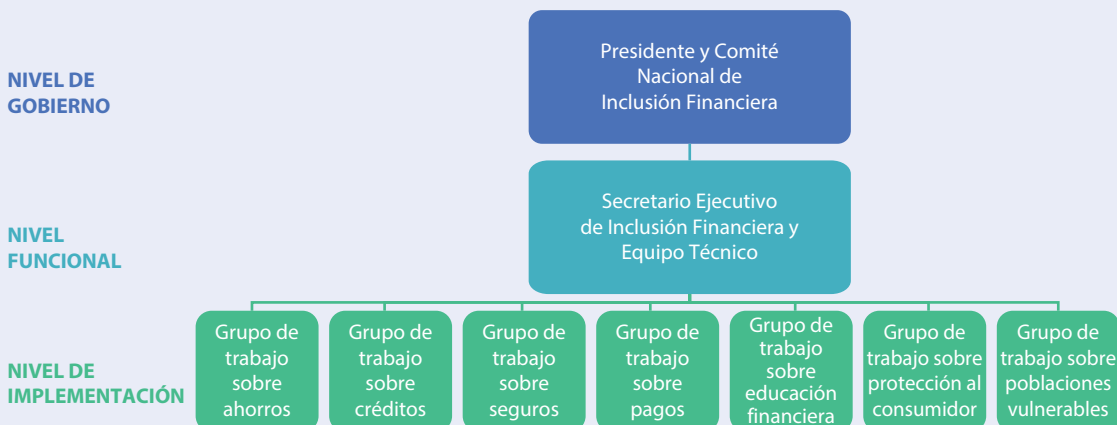 NIVEL DE
GOBIERNO
Presidente y Comité
Nacional de
Inclusión Financiera
NIVEL
FUNCIONAL
Secretario Ejecutivo
de Inclusión Financiera y
Equipo Técnico
NIVEL DE
IMPLEMENTACIÓN
Grupo de
trabajo
sobre
ahorros
Grupo de
trabajo
sobre
créditos
Grupo de
trabajo
sobre
seguros
Grupo de
trabajo
sobre
pagos
Grupo de
trabajo
sobre
educación
financiera
Grupo de
trabajo sobre
protección al
consumidor
Grupo de
trabajo sobre
poblaciones
vulnerables